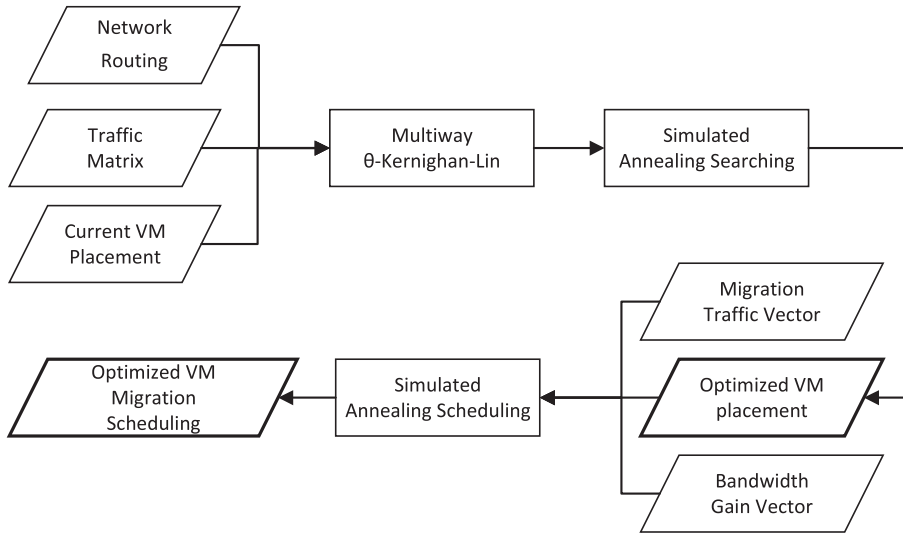 Network
Routing
Traffic
Matrix
Current VM
Placement
Multiway
θ-Kernighan-Lin
Simulated
Annealing Searching
Migration
Traffic Vector
Optimized VM
placement
Bandwidth
Gain Vector
Simulated
Annealing Scheduling
Optimized VM
Migration
Scheduling